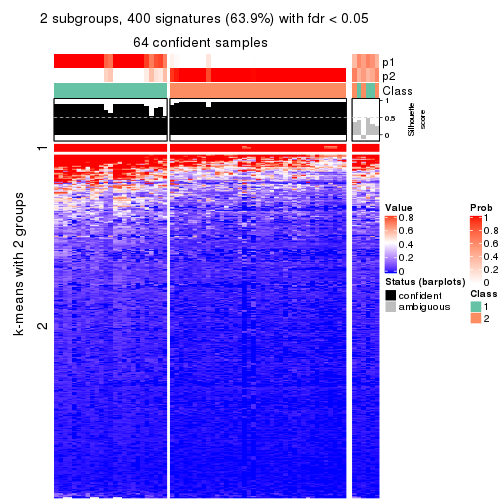 2 subgroups, 400 signatures (63.9%) with fdr < 0.05
64 confident samples
p1
p2
Class
1
0.5
0
Silhouette
score
k-means with 2 groups
1
2
Value
0.8
0.6
0.4
0.2
0
Status (barplots)
confident
ambiguous
Prob
1
0.8
0.6
0.4
0.2
0
Class
1
2